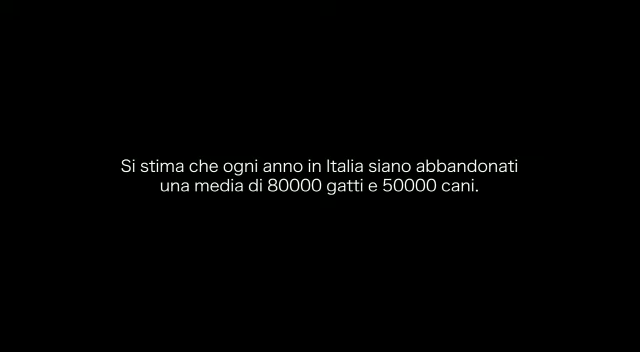 Si stima che ogni anno in Italia siano abbandonati
una media di 80000 gatti e 50000 cani.